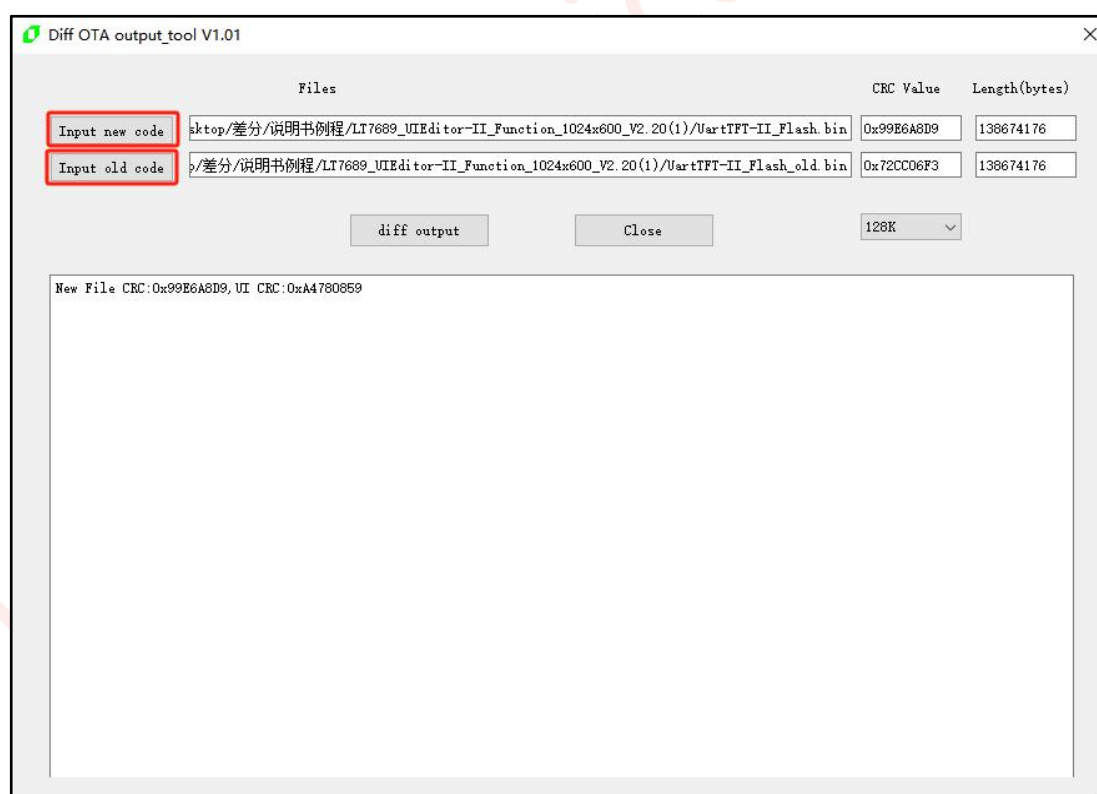 Diff OTA output_tool V1.01
Files CRC Value Length(bytes)
Input new code sktop/差分/说明书例程/LT7689_UIEditor-II_Function_1024x600_V2.20(1)/UartTFT-II_Flash.bin 0x99E6A8D9 138674176
Input old code p/差分/说明书例程/LT7689_UIEditor-II_Function_1024x600_V2.20(1)/UartTFT-II_Flash_old.bin 0x72CC06F3 138674176
diff output Close 128K
New File CRC:0x99E6A8D9,UI CRC:0xA4780859